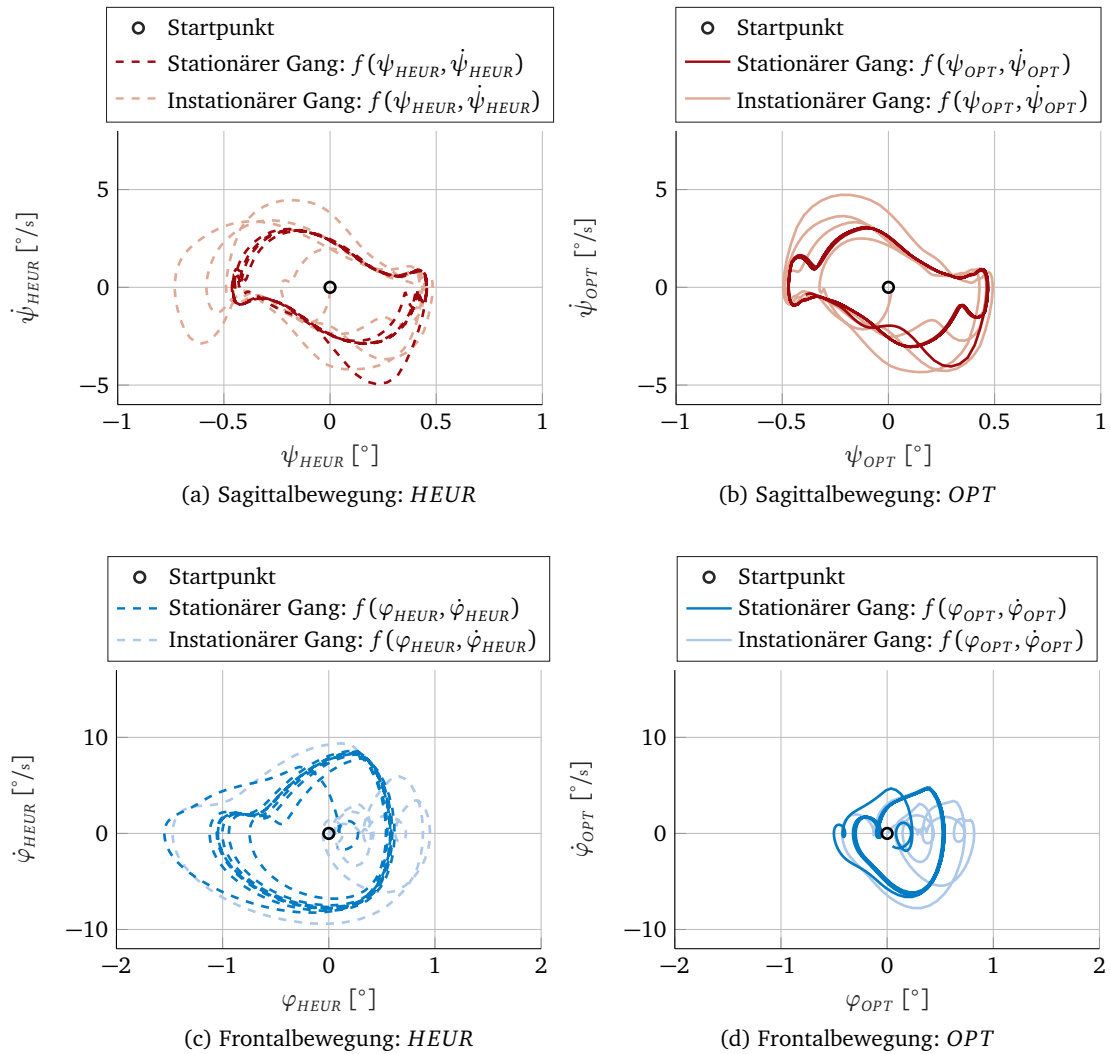 Startpunkt
Stationärer Gang: f(ψ_HEUR, ψ̇_HEUR)
Instationärer Gang: f(ψ_HEUR, ψ̇_HEUR)
5
0
−5
−1
−0.5
0
0.5
1
ψ̇_HEUR [°/s]
ψ_HEUR [°]
(a) Sagittalbewegung: HEUR
Startpunkt
Stationärer Gang: f(ψ_OPT, ψ̇_OPT)
Instationärer Gang: f(ψ_OPT, ψ̇_OPT)
5
0
−5
−1
−0.5
0
0.5
1
ψ̇_OPT [°/s]
ψ_OPT [°]
(b) Sagittalbewegung: OPT
Startpunkt
Stationärer Gang: f(φ_HEUR, φ̇_HEUR)
Instationärer Gang: f(φ_HEUR, φ̇_HEUR)
10
0
−10
−2
−1
0
1
2
φ̇_HEUR [°/s]
φ_HEUR [°]
(c) Frontalbewegung: HEUR
Startpunkt
Stationärer Gang: f(φ_OPT, φ̇_OPT)
Instationärer Gang: f(φ_OPT, φ̇_OPT)
10
0
−10
−2
−1
0
1
2
φ̇_OPT [°/s]
φ_OPT [°]
(d) Frontalbewegung: OPT